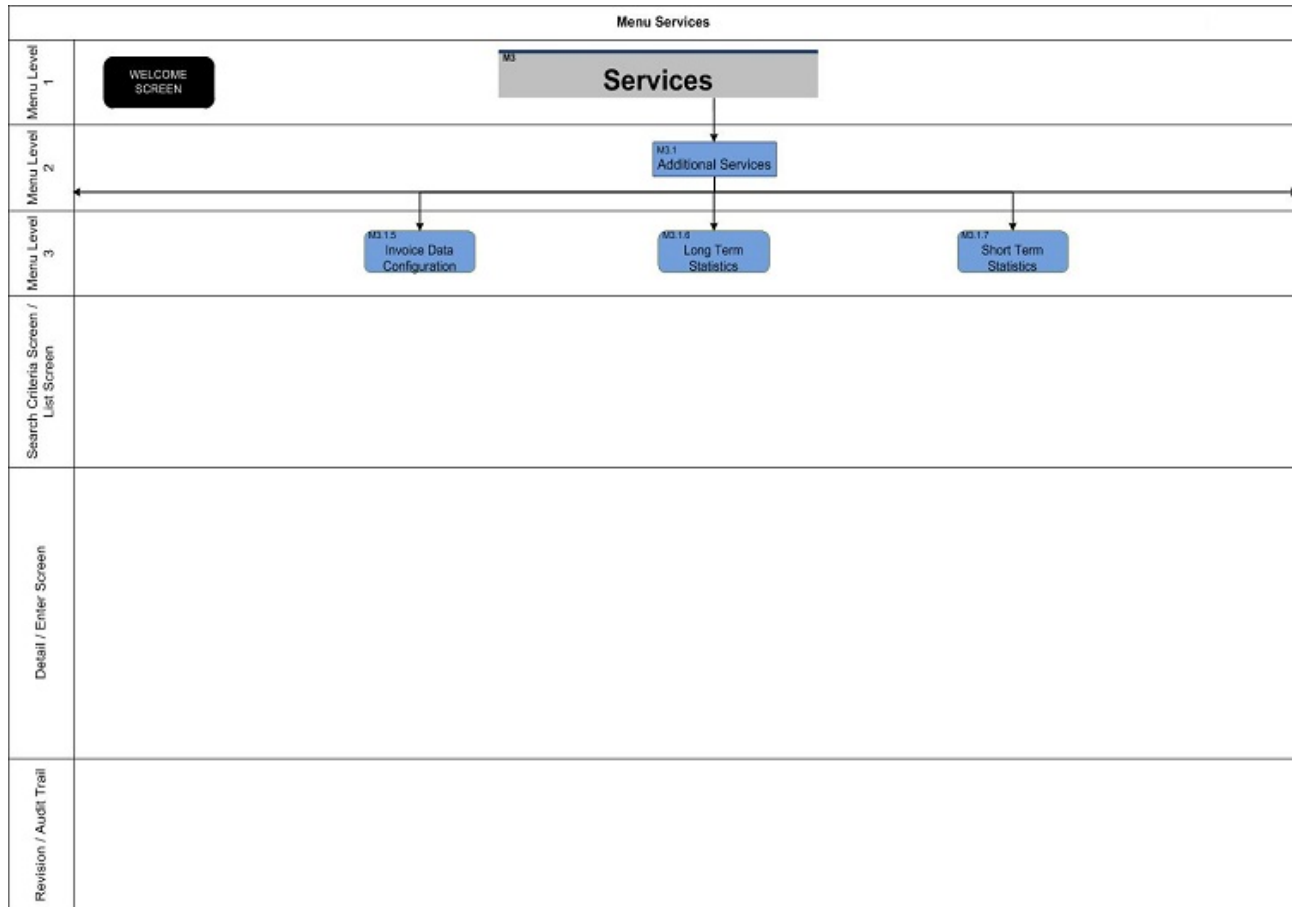 Menu Services
Menu Level
1
WELCOME
SCREEN
M3
Services
Menu Level
2
M3.1
Additional Services
Menu Level
3
M3.1.5
Invoice Data
Configuration
M3.1.6
Long Term
Statistics
M3.1.7
Short Term
Statistics
Search Criteria Screen /
List Screen
Detail / Enter Screen
Revision / Audit Trail